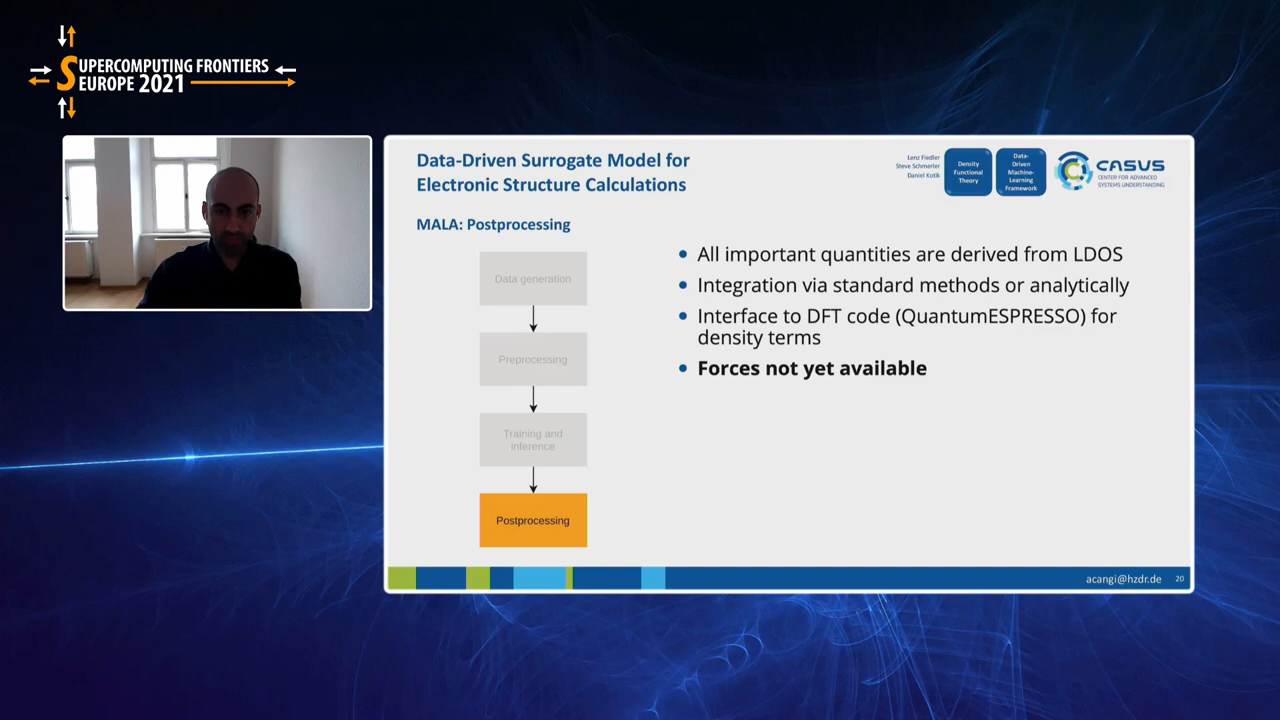 SUPERCOMPUTING FRONTIERS
EUROPE 2021
Data-Driven Surrogate Model for
Electronic Structure Calculations
Lenz Fiedler
Steve Schmerler
Daniel Kotik
Density
Functional
Theory
Data-
Driven
Machine-
Learning
Framework
CASUS
CENTER FOR ADVANCED
SYSTEMS UNDERSTANDING
MALA: Postprocessing
Data generation
Preprocessing
Training and
inference
Postprocessing
• All important quantities are derived from LDOS
• Integration via standard methods or analytically
• Interface to DFT code (QuantumESPRESSO) for
density terms
• Forces not yet available
acangi@hzdr.de 20